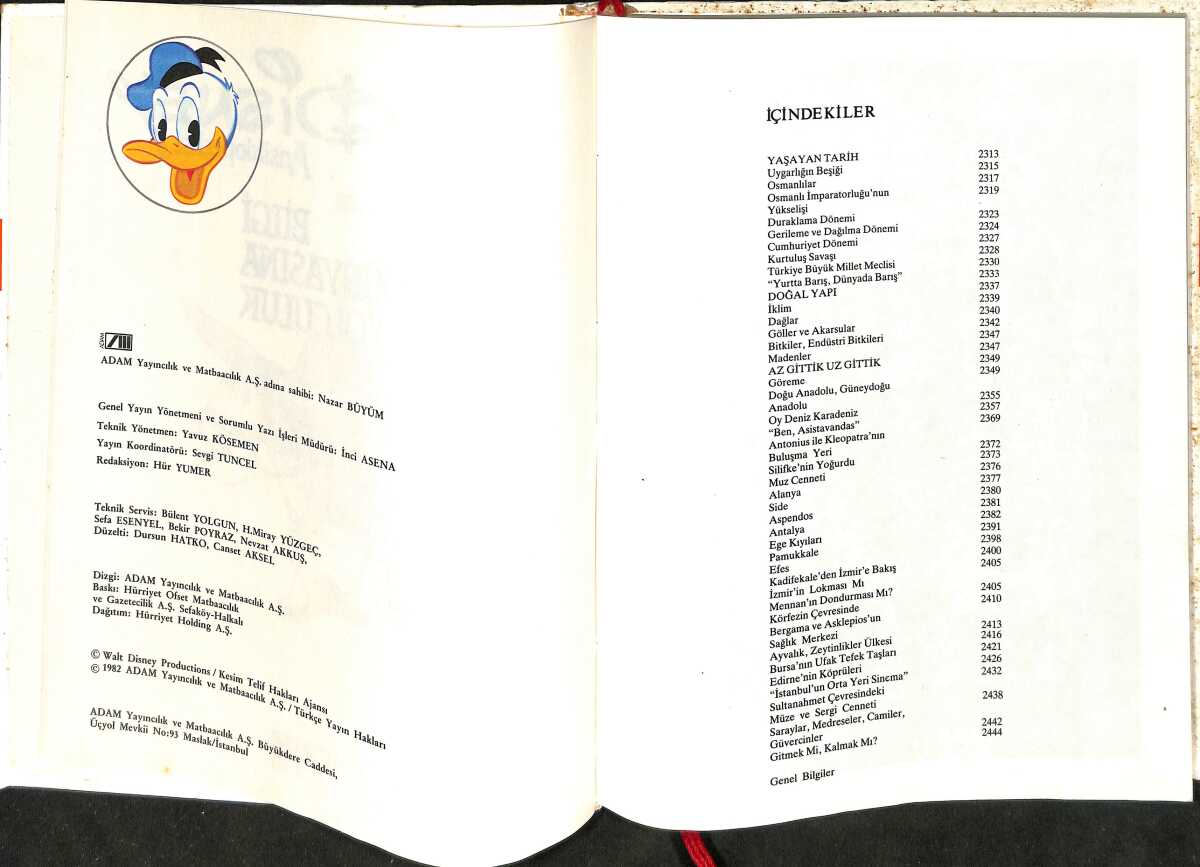 ADAM
ADAM Yayıncılık ve Matbaacılık A.Ş. adına sahibi: Nazar BÜYÜM
Genel Yayın Yönetmeni ve Sorumlu Yazı İşleri Müdürü: İnci ASENA
Teknik Yönetmen: Yavuz KÖSEMEN
Yayın Koordinatörü: Sevgi TUNCEL
Redaksiyon: Hür YUMER
Teknik Servis: Bülent YOLGUN, H.Miray YÜZGEÇ,
Sefa ESENYEL, Bekir POYRAZ, Nevzat AKKUŞ,
Düzelti: Dursun HATKO, Canset AKSEL
Dizgi: ADAM Yayıncılık ve Matbaacılık A.Ş.
Baskı: Hürriyet Ofset Matbaacılık
ve Gazetecilik A.Ş. Sefaköy-Halkalı
Dağıtım: Hürriyet Holding A.Ş.
© Walt Disney Productions / Kesim Telif Hakları Ajansı
© 1982 ADAM Yayıncılık ve Matbaacılık A.Ş. / Türkçe Yayın Hakları
ADAM Yayıncılık ve Matbaacılık A.Ş. Büyükdere Caddesi,
Üçyol Mevkii No:93 Maslak/İstanbul
İÇİNDEKİLER
YAŞAYAN TARİH 2313
Uygarlığın Beşiği 2315
Osmanlılar 2317
Osmanlı İmparatorluğu'nun 2319
Yükselişi
Duraklama Dönemi 2323
Gerileme ve Dağılma Dönemi 2324
Cumhuriyet Dönemi 2327
Kurtuluş Savaşı 2328
Türkiye Büyük Millet Meclisi 2330
“Yurtta Barış, Dünyada Barış” 2333
DOĞAL YAPI 2337
İklim 2339
Dağlar 2340
Göller ve Akarsular 2342
Bitkiler, Endüstri Bitkileri 2347
Madenler 2347
AZ GİTTİK UZ GİTTİK 2349
Göreme 2349
Doğu Anadolu, Güneydoğu
Anadolu 2355
Oy Deniz Karadeniz 2357
“Ben, Asistavandas” 2369
Antonius ile Kleopatra'nın
Buluşma Yeri 2372
Silifke'nin Yoğurdu 2373
Muz Cenneti 2376
Alanya 2377
Side 2380
Aspendos 2381
Antalya 2382
Ege Kıyıları 2391
Pamukkale 2398
Efes 2400
Kadifekale'den İzmir'e Bakış 2405
İzmir'in Lokması Mı
Mennan'ın Dondurması Mı? 2405
Körfezin Çevresinde 2410
Bergama ve Asklepios'un
Sağlık Merkezi 2413
Ayvalık, Zeytinlikler Ülkesi 2416
Bursa'nın Ufak Tefek Taşları 2421
Edirne'nin Köprüleri 2426
“İstanbul'un Orta Yeri Sinema” 2432
Sultanahmet Çevresindeki
Müze ve Sergi Cenneti 2438
Saraylar, Medreseler, Camiler,
Güvercinler 2442
Gitmek Mi, Kalmak Mı? 2444
Genel Bilgiler